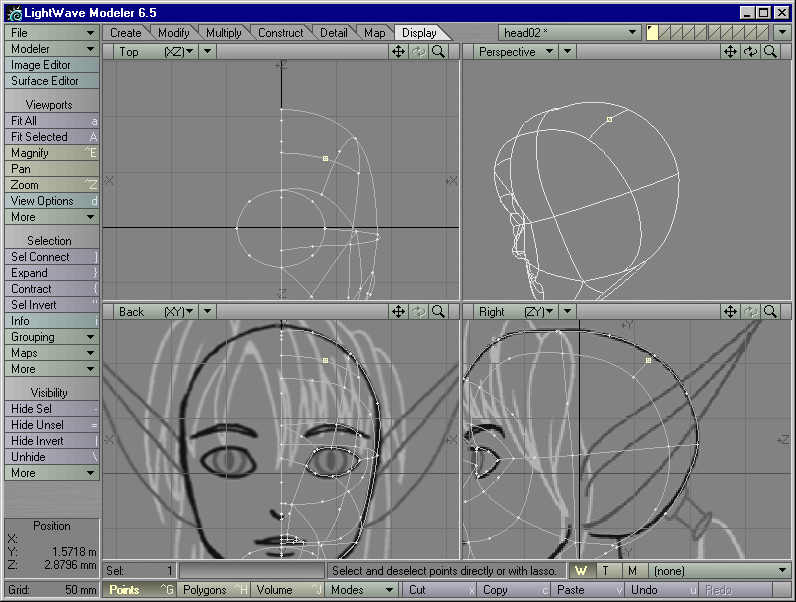 LightWave Modeler 6.5
File
Create Modify Multiply Construct Detail Map Display head02 *
Modeler
Top (XZ) Perspective
Image Editor
Surface Editor
Viewports
Fit All a
Fit Selected A
Magnify ^E
Pan
Zoom ^Z
View Options d
More
Selection
Sel Connect ]
Expand }
Contract {
Sel Invert "
Info i
Grouping
Maps
More
Visibility
Hide Sel -
Hide Unsel =
Hide Invert |
Unhide \
More
+Z
-X +X
-Z
Back (XY) Right (ZY)
+Y
-X +X +Z
-Y
Position
X:
Y: 1.5718 m
Z: 2.8796 mm
Sel: 1 Select and deselect points directly or with lasso. W T M (none)
Grid: 50 mm Points ^G Polygons ^H Volume ^J Modes Cut x Copy c Paste v Undo u Redo